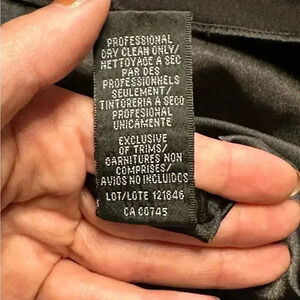 PROFESSIONAL
DRY CLEAN ONLY/
NETTOYAGE A SEC
PAR DES
PROFESSIONNELS
SEULEMENT/
TINTORERIA A SECO
PROFESIONAL
UNICAMENTE
EXCLUSIVE
OF TRIMS/
GARNITURES NON
COMPRISES/
AVIOS NO INCLUIDOS
LOT/LOTE 121846
CA 00745